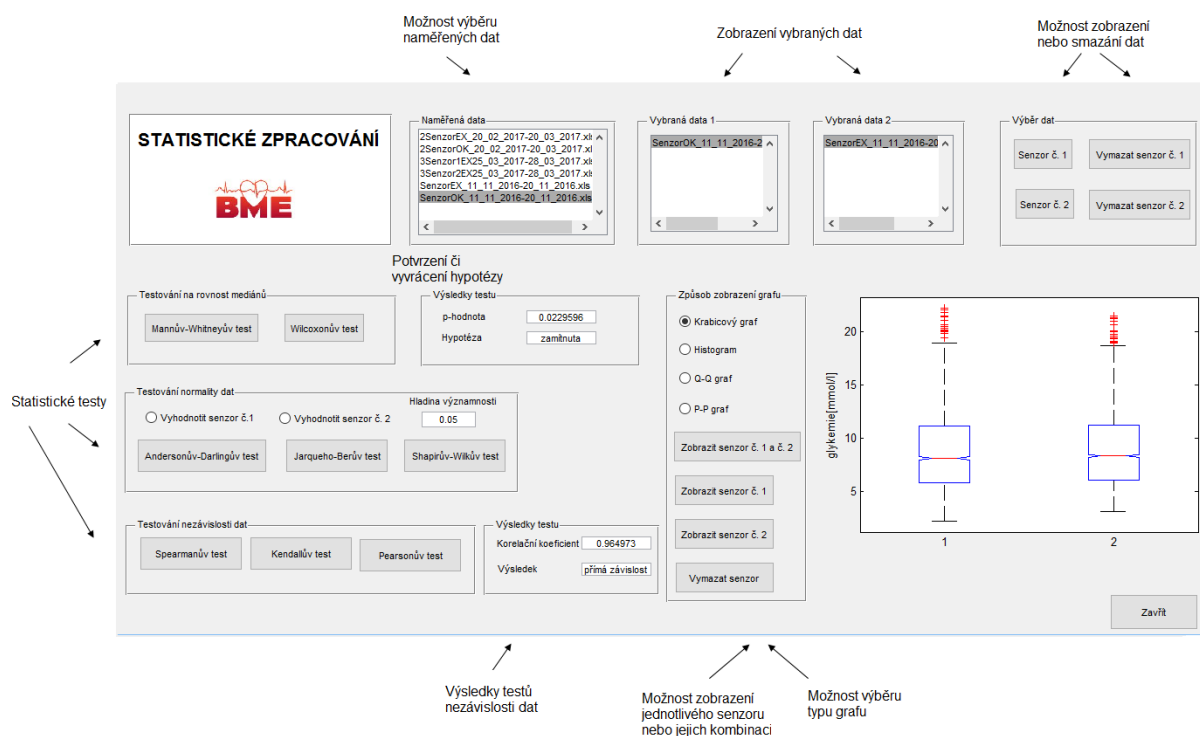 Možnost výběru
naměřených dat
Zobrazení vybraných dat
Možnost zobrazení
nebo smazání dat
STATISTICKÉ ZPRACOVÁNÍ
BME
Naměřená data
2SenzorEX_20_02_2017-20_03_2017.xls
2SenzorOK_20_02_2017-20_03_2017.xl
3Senzor1EX25_03_2017-28_03_2017.xls
3Senzor2EX25_03_2017-28_03_2017.xls
SenzorEX_11_11_2016-20_11_2016.xls
SenzorOK_11_11_2016-20_11_2016.xls
Vybraná data 1
SenzorOK_11_11_2016-2
Vybraná data 2
SenzorEX_11_11_2016-20
Výběr dat
Senzor č. 1
Vymazat senzor č. 1
Senzor č. 2
Vymazat senzor č. 2
Potvrzení či
vyvrácení hypotézy
Testování na rovnost mediánů
Mannův-Whitneyův test
Wilcoxonův test
Výsledky testu
p-hodnota
0.0229596
Hypotéza
zamítnuta
Statistické testy
Testování normality dat
Vyhodnotit senzor č.1
Vyhodnotit senzor č. 2
Hladina významnosti
0.05
Andersonův-Darlingův test
Jarqueho-Berův test
Shapirův-Wilkův test
Testování nezávislosti dat
Spearmanův test
Kendallův test
Pearsonův test
Výsledky testu
Korelační koeficient
0.964973
Výsledek
přímá závislost
Způsob zobrazení grafu
Krabicový graf
Histogram
Q-Q graf
P-P graf
Zobrazit senzor č. 1 a č. 2
Zobrazit senzor č. 1
Zobrazit senzor č. 2
Vymazat senzor
glykemie[mmol/l]
20
15
10
5
1
2
Zavřít
Výsledky testů
nezávislosti dat
Možnost zobrazení
jednotlivého senzoru
nebo jejich kombinaci
Možnost výběru
typu grafu